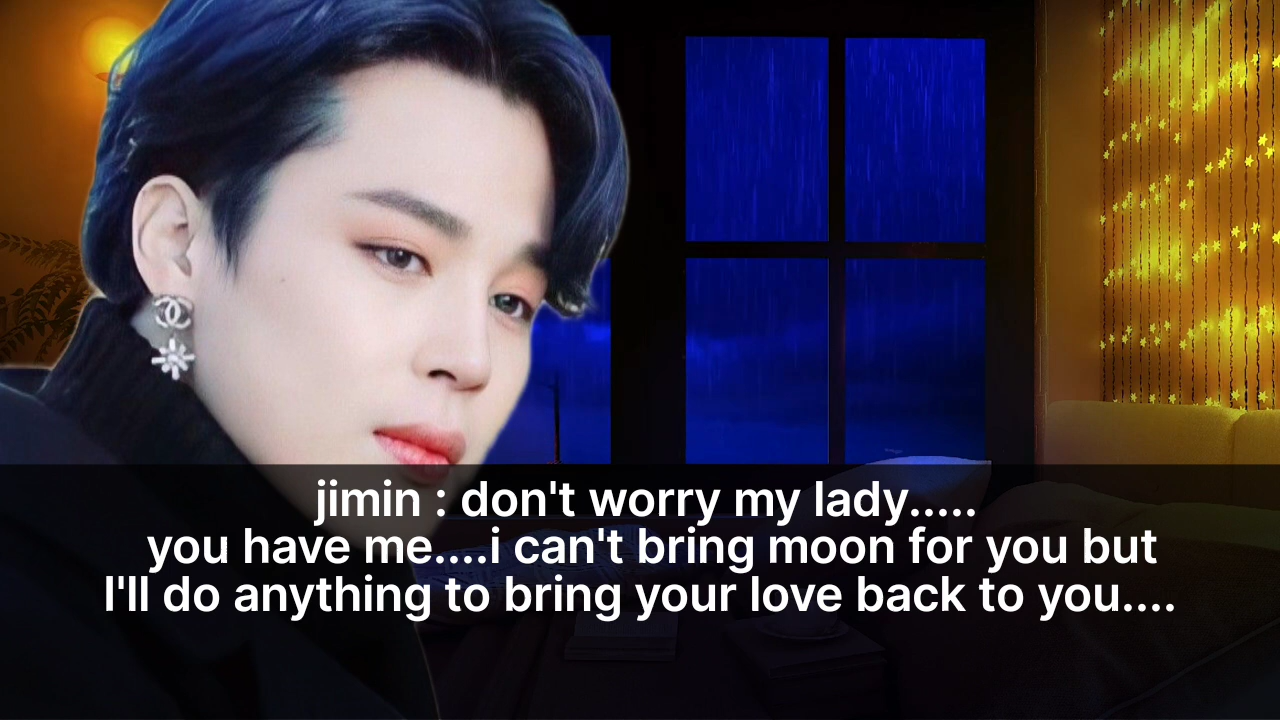 jimin : don't worry my lady.....
you have me....i can't bring moon for you but
I'll do anything to bring your love back to you....